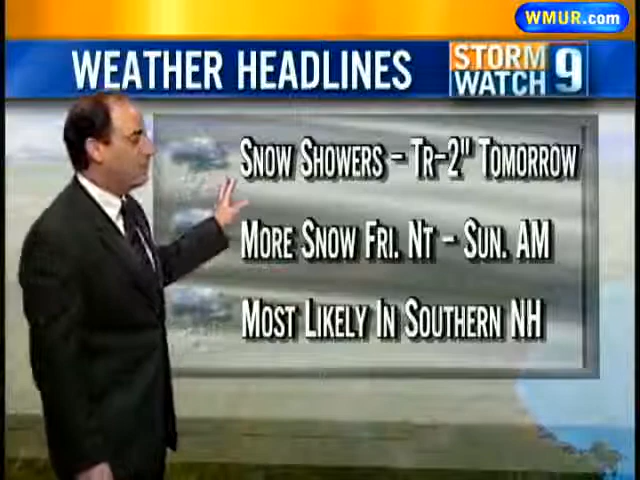 WMUR.com
WEATHER HEADLINES
STORM WATCH 9
SNOW SHOWERS - TR-2" TOMORROW
MORE SNOW FRI. NT - SUN. AM
MOST LIKELY IN SOUTHERN NH